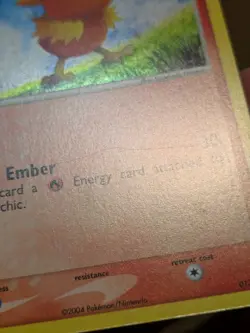 Ember
card a Energy card attached to
chic.
resistance
retreat cost
©2004 Pokémon/Nintendo